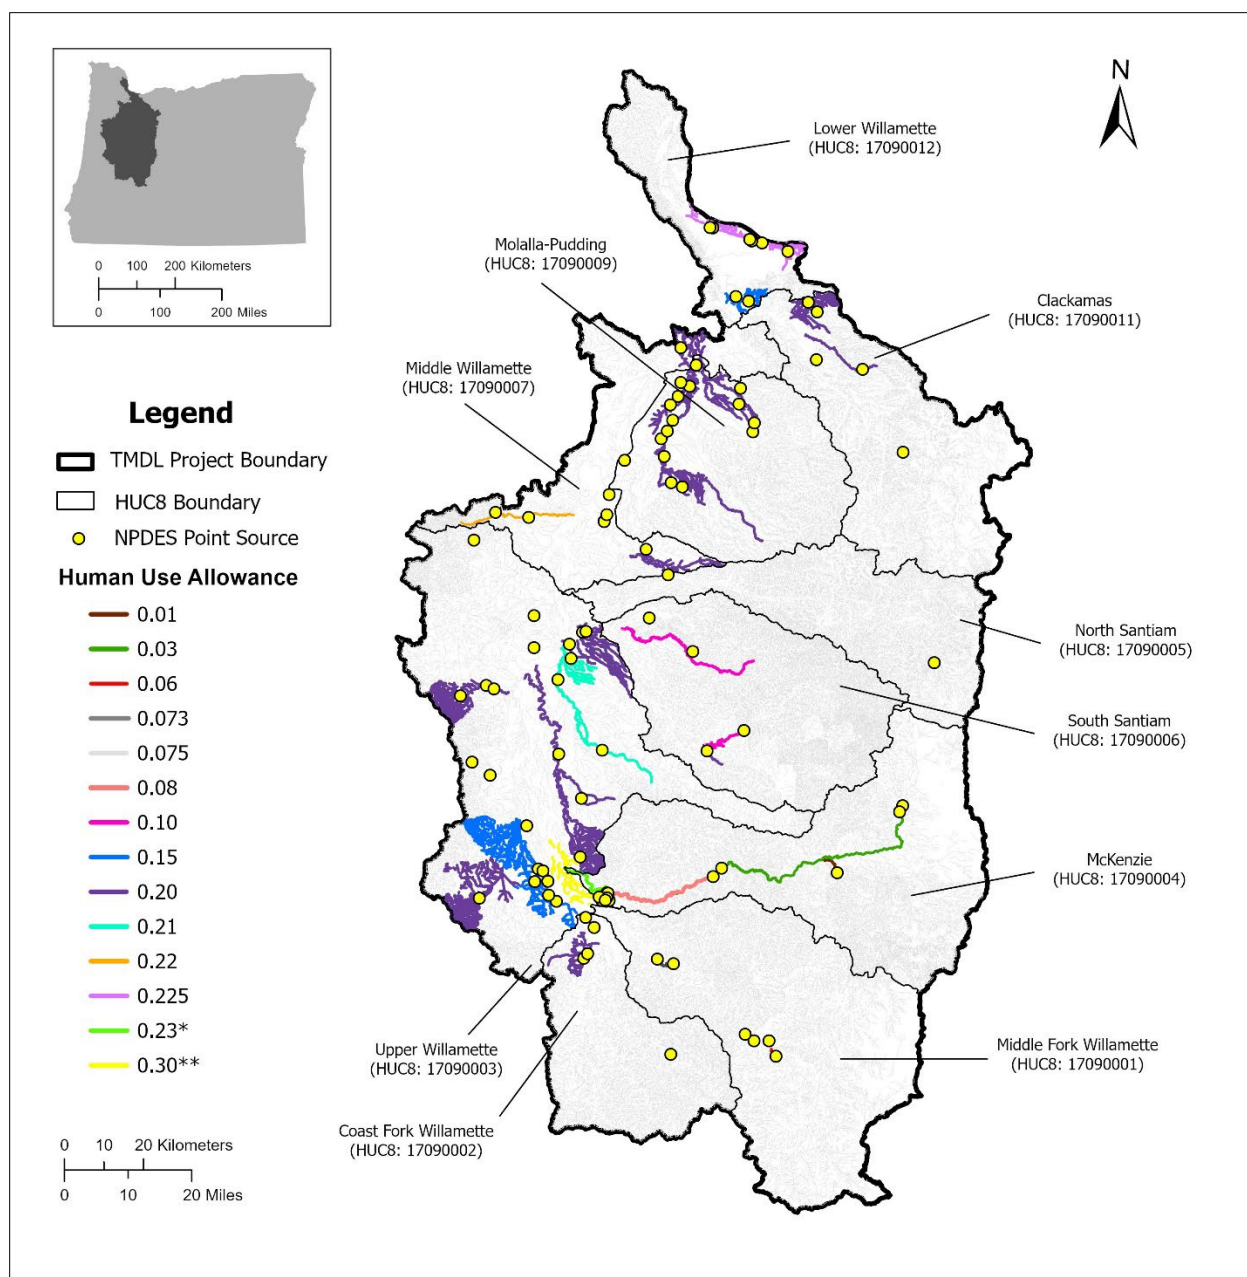 N
Lower Willamette
(HUC8: 17090012)
0 100 200 Kilometers
0 100 200 Miles
Molalla-Pudding
(HUC8: 17090009)
Clackamas
(HUC8: 17090011)
Middle Willamette
(HUC8: 17090007)
Legend
TMDL Project Boundary
HUC8 Boundary
NPDES Point Source
Human Use Allowance
0.01
0.03
0.06
0.073
0.075
0.08
0.10
0.15
0.20
0.21
0.22
0.225
0.23*
0.30**
North Santiam
(HUC8: 17090005)
South Santiam
(HUC8: 17090006)
McKenzie
(HUC8: 17090004)
Upper Willamette
(HUC8: 17090003)
Middle Fork Willamette
(HUC8: 17090001)
Coast Fork Willamette
(HUC8: 17090002)
0 10 20 Kilometers
0 10 20 Miles